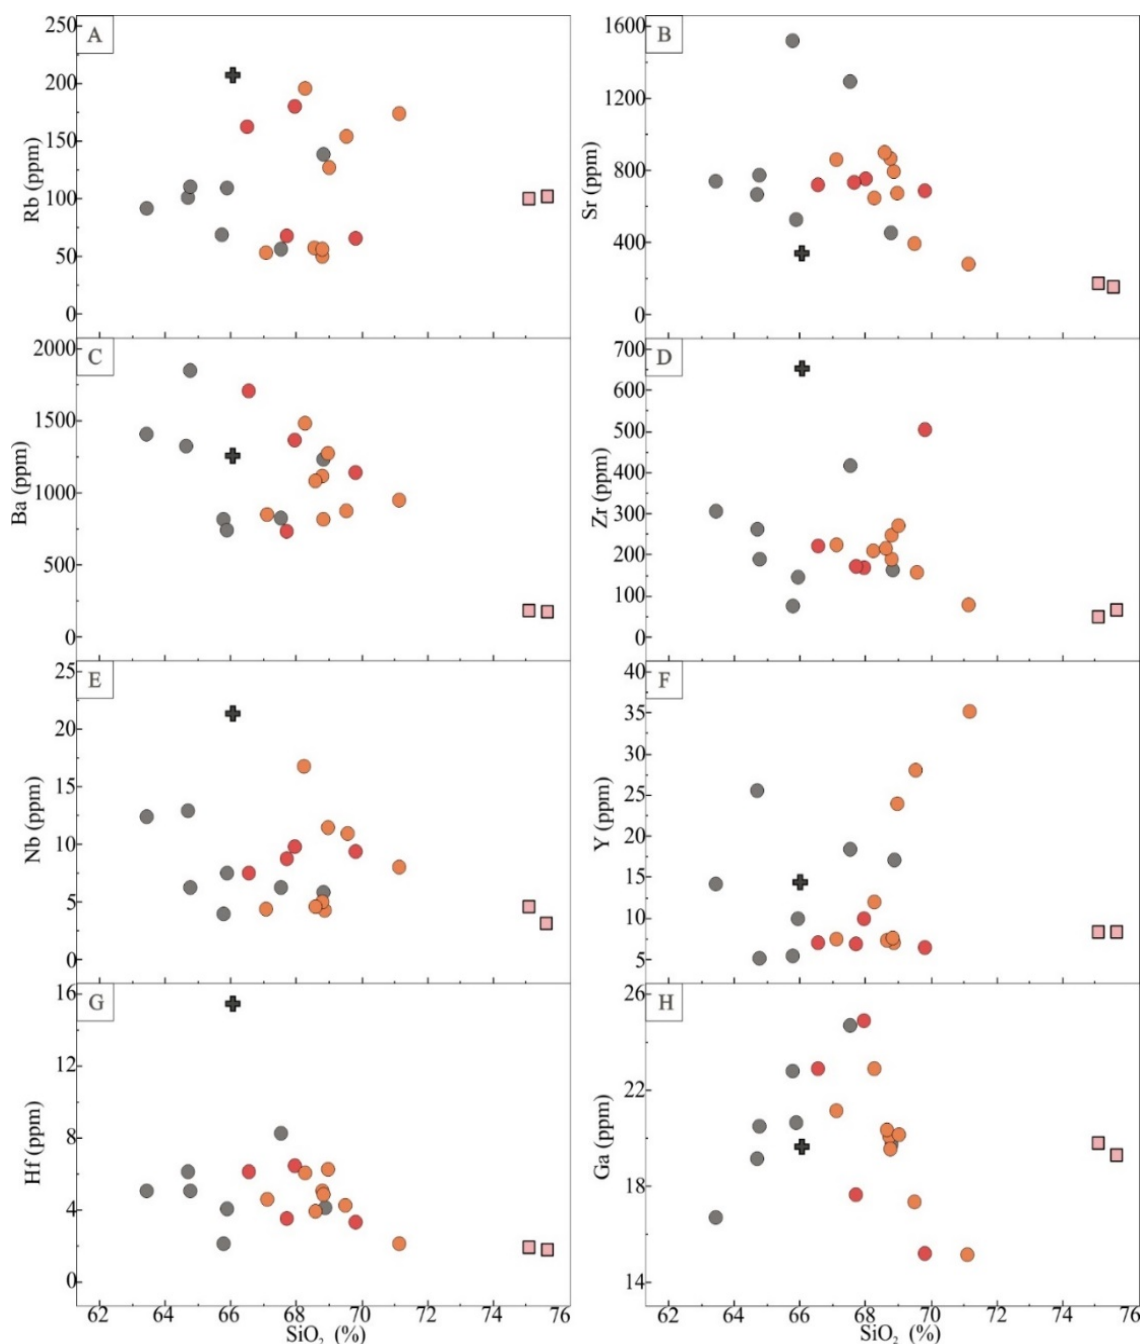 A
250
200
150
100
50
0
Rb (ppm)
B
1600
1200
800
400
0
Sr (ppm)
C
2000
1500
1000
500
0
Ba (ppm)
D
700
600
500
400
300
200
100
0
Zr (ppm)
E
25
20
15
10
5
0
Nb (ppm)
F
40
35
30
25
20
15
10
5
Y (ppm)
G
16
12
8
4
0
Hf (ppm)
62 64 66 68 70 72 74 76
SiO₂ (%)
H
26
22
18
14
Ga (ppm)
64 66 68 70 72 74 76
SiO₂ (%)